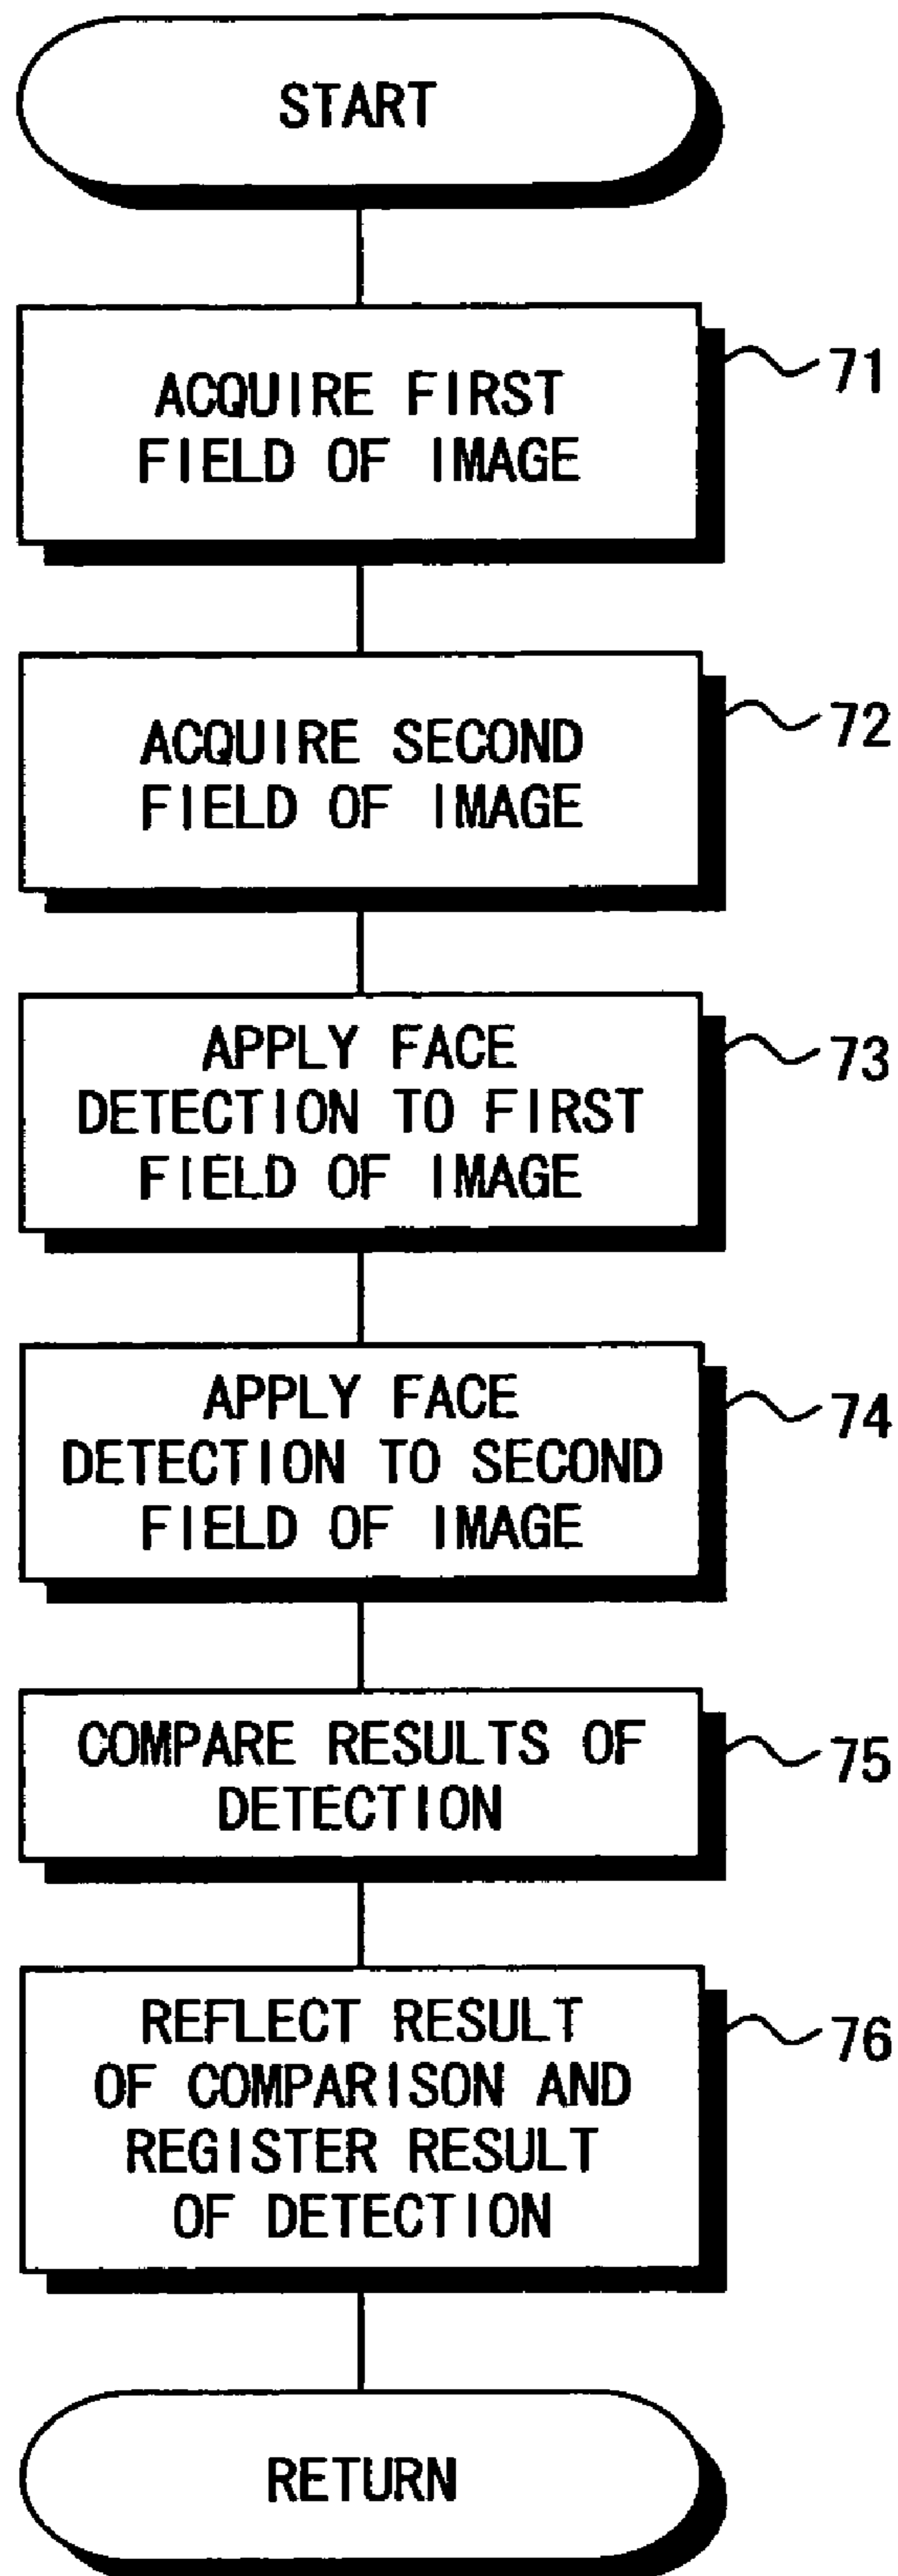 START
ACQUIRE FIRST
FIELD OF IMAGE
71
ACQUIRE SECOND
FIELD OF IMAGE
72
APPLY FACE
DETECTION TO FIRST
FIELD OF IMAGE
73
APPLY FACE
DETECTION TO SECOND
FIELD OF IMAGE
74
COMPARE RESULTS OF
DETECTION
75
REFLECT RESULT
OF COMPARISON AND
REGISTER RESULT
OF DETECTION
76
RETURN